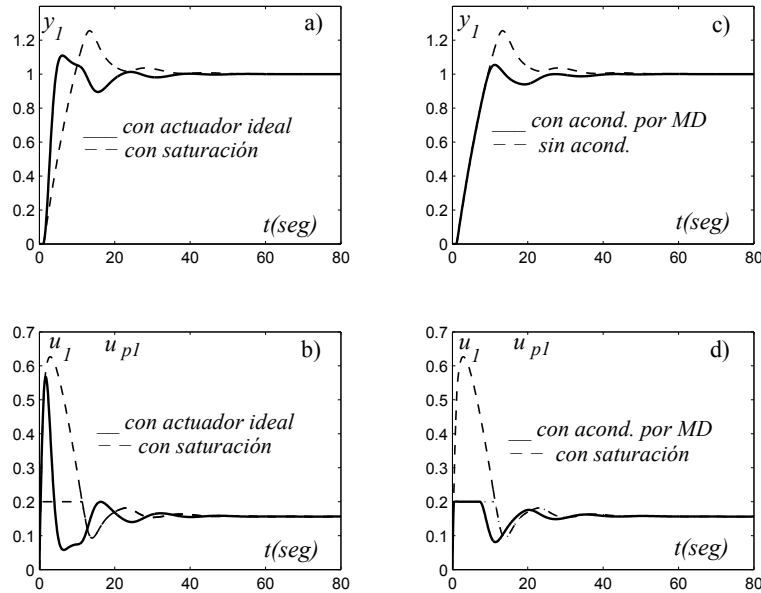 y1
a)
1.2
1
0.8
0.6
0.4
0.2
0
con actuador ideal
con saturación
t(seg)
0 20 40 60 80
y1
c)
1.2
1
0.8
0.6
0.4
0.2
0
con acond. por MD
sin acond.
t(seg)
0 20 40 60 80
0.7
0.6
0.5
0.4
0.3
0.2
0.1
0
u1 up1 b)
con actuador ideal
con saturación
t(seg)
0 20 40 60 80
0.7
0.6
0.5
0.4
0.3
0.2
0.1
0
u1 up1 d)
con acond. por MD
con saturación
t(seg)
0 20 40 60 80